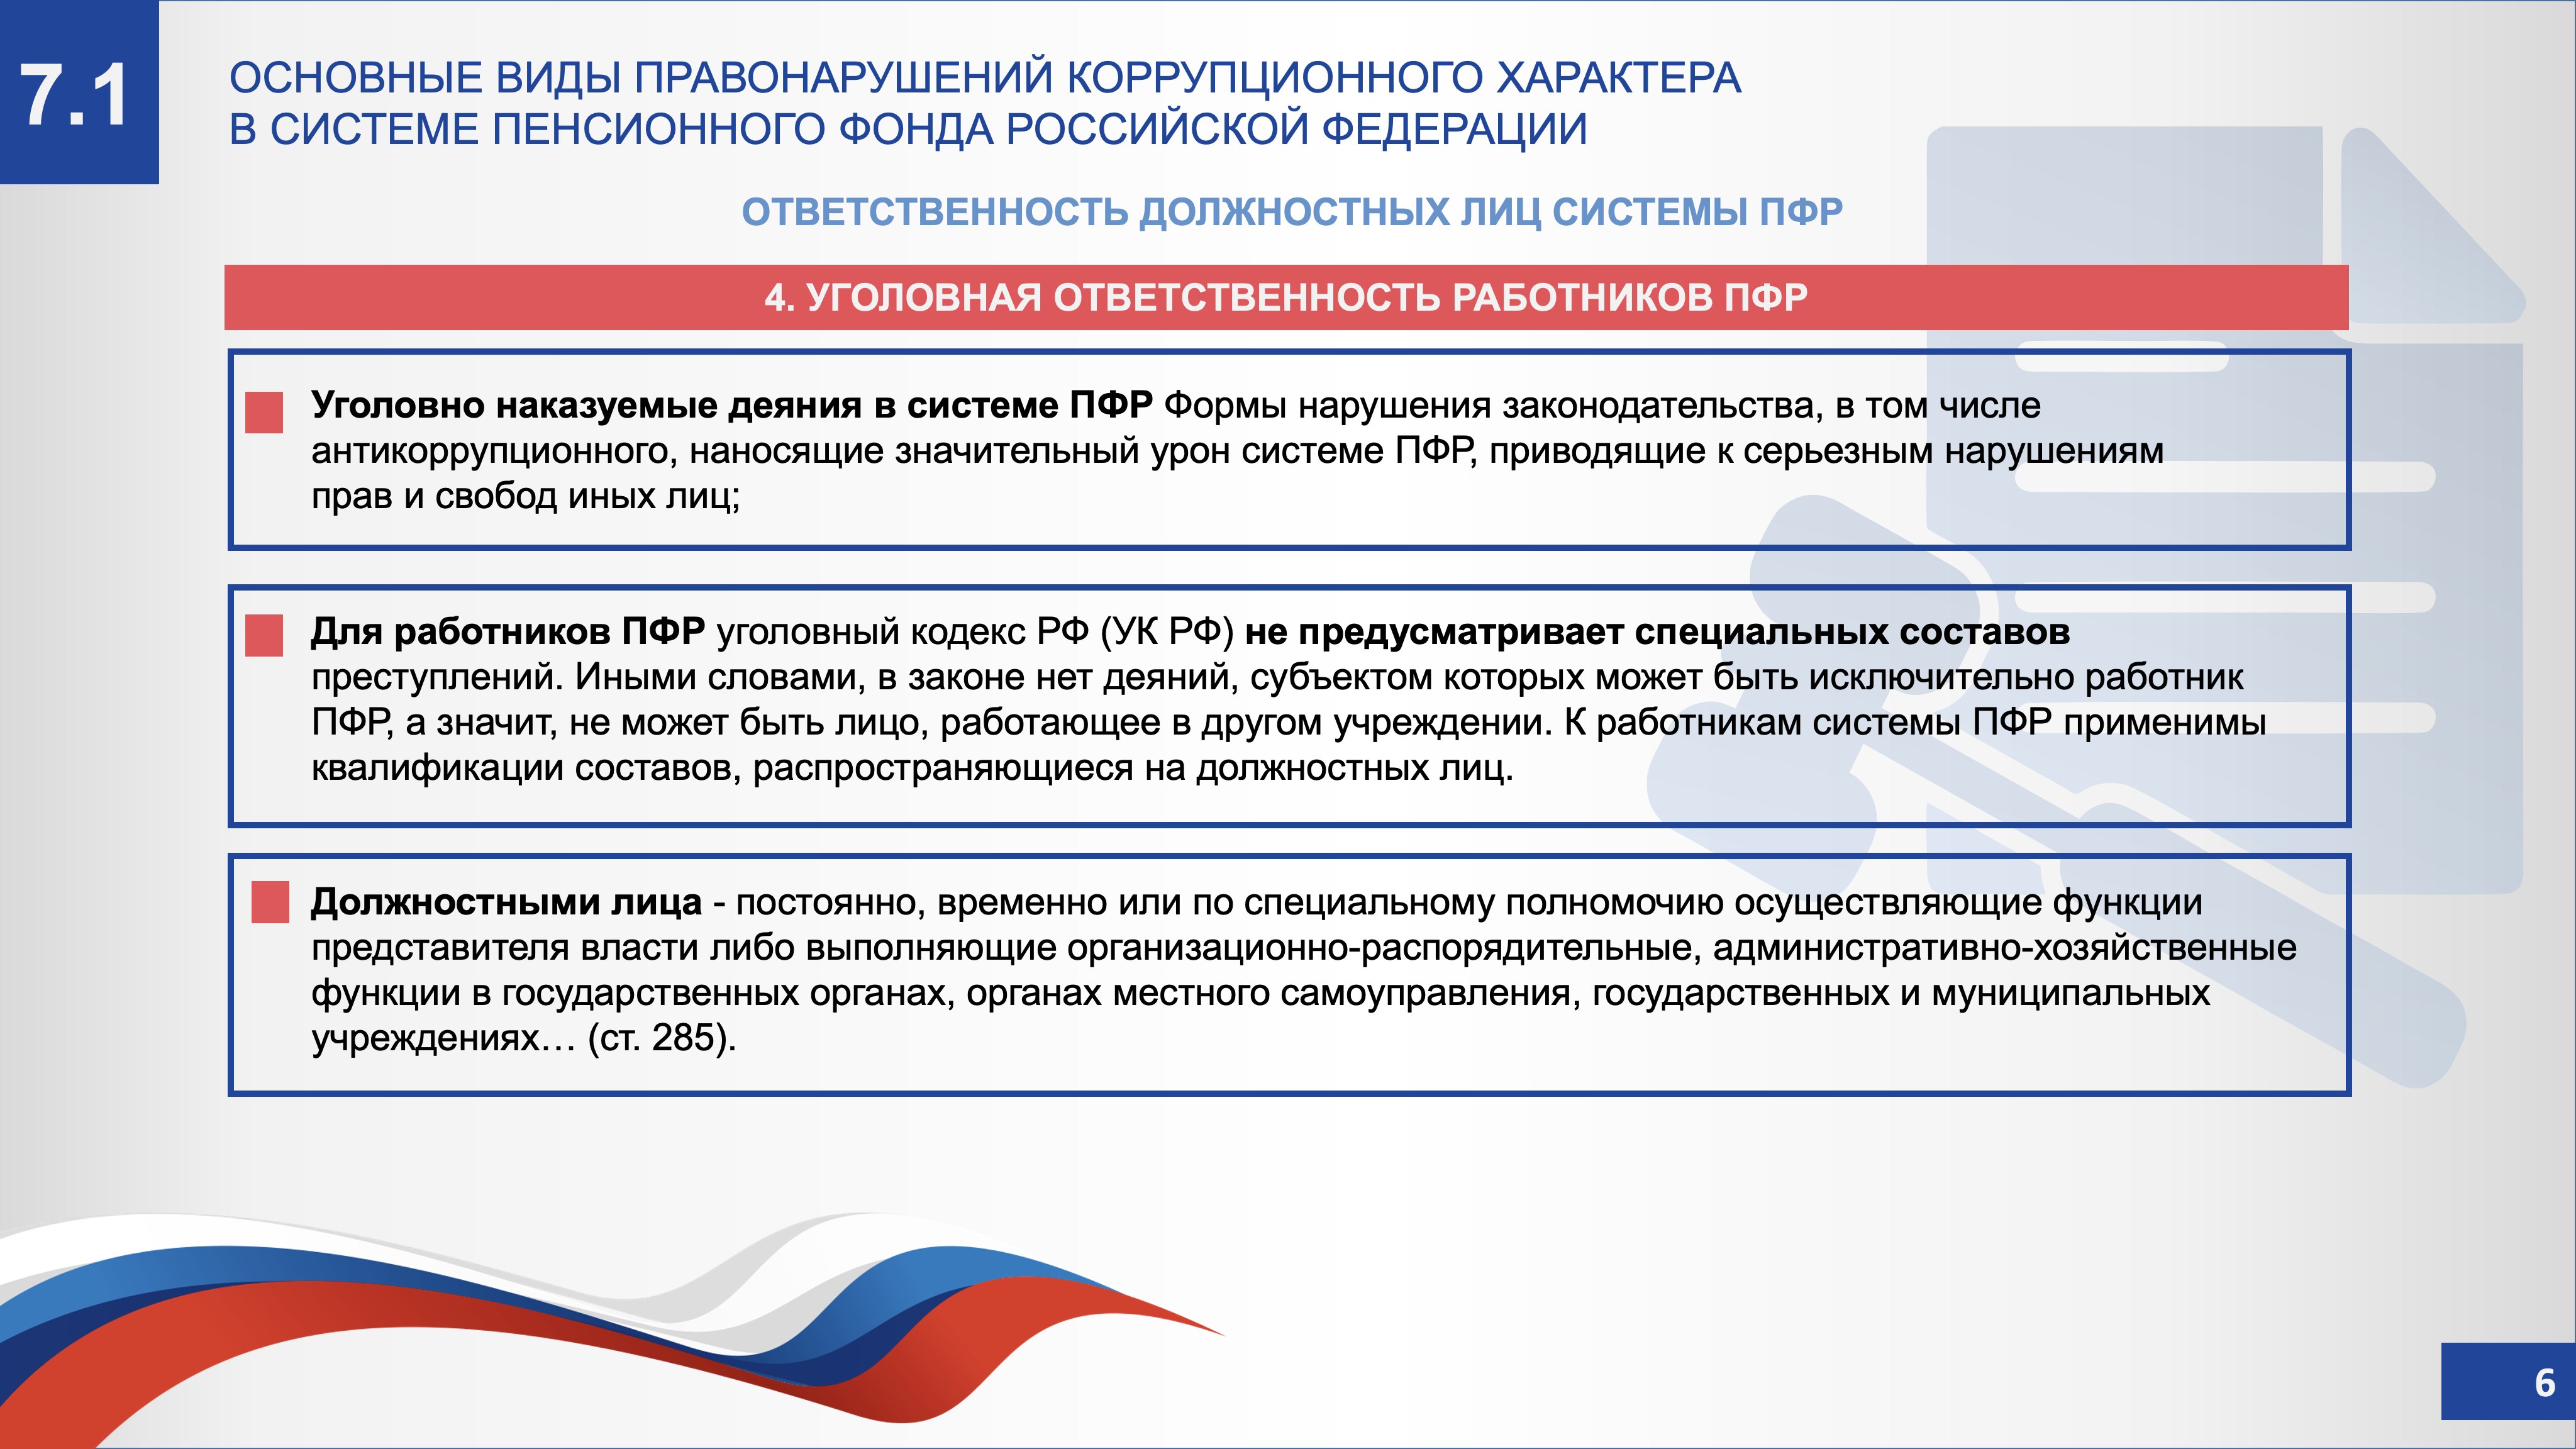 7.1
ОСНОВНЫЕ ВИДЫ ПРАВОНАРУШЕНИЙ КОРРУПЦИОННОГО ХАРАКТЕРА
В СИСТЕМЕ ПЕНСИОННОГО ФОНДА РОССИЙСКОЙ ФЕДЕРАЦИИ
ОТВЕТСТВЕННОСТЬ ДОЛЖНОСТНЫХ ЛИЦ СИСТЕМЫ ПФР
4. УГОЛОВНАЯ ОТВЕТСТВЕННОСТЬ РАБОТНИКОВ ПФР
Уголовно наказуемые деяния в системе ПФР Формы нарушения законодательства, в том числе
антикоррупционного, наносящие значительный урон системе ПФР, приводящие к серьезным нарушениям
прав и свобод иных лиц;
Для работников ПФР уголовный кодекс РФ (УК РФ) не предусматривает специальных составов
преступлений. Иными словами, в законе нет деяний, субъектом которых может быть исключительно работник
ПФР, а значит, не может быть лицо, работающее в другом учреждении. К работникам системы ПФР применимы
квалификации составов, распространяющиеся на должностных лиц.
Должностными лица - постоянно, временно или по специальному полномочию осуществляющие функции
представителя власти либо выполняющие организационно-распорядительные, административно-хозяйственные
функции в государственных органах, органах местного самоуправления, государственных и муниципальных
учреждениях… (ст. 285).
6